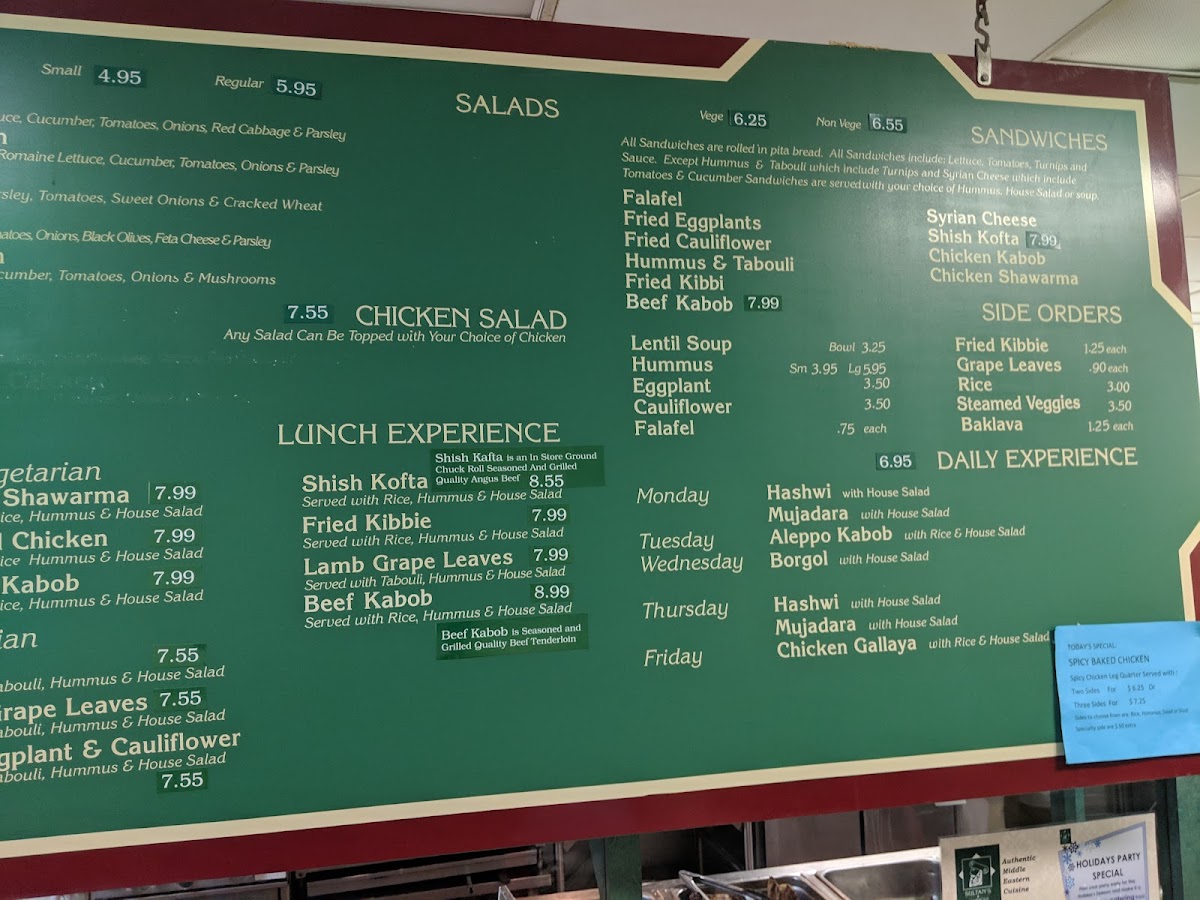 Small 4.95 Regular 5.95
SALADS
Cucumber, Tomatoes, Onions, Red Cabbage & Parsley
Romaine Lettuce, Cucumber, Tomatoes, Onions & Parsley
Tomatoes, Sweet Onions & Cracked Wheat
Onions, Black Olives, Feta Cheese & Parsley
Tomatoes, Onions & Mushrooms
7.55 CHICKEN SALAD
Any Salad Can Be Topped with Your Choice of Chicken
LUNCH EXPERIENCE
Shawarma 7.99
Hummus & House Salad
Chicken 7.99
Hummus & House Salad
Kabob 7.99
Hummus & House Salad
7.55
Hummus & House Salad
Grape Leaves 7.55
Hummus & House Salad
& Cauliflower
Hummus & House Salad
7.55
Shish Kafta is an In Store Ground
Chuck Roll Seasoned And Grilled
Quality Angus Beef
Shish Kofta 8.55
Served with Rice, Hummus & House Salad
Fried Kibbie 7.99
Served with Rice, Hummus & House Salad
Lamb Grape Leaves 7.99
Served with Tabouli, Hummus & House Salad
Beef Kabob 8.99
Served with Rice, Hummus & House Salad
Beef Kabob is Seasoned and
Grilled Quality Beef Tenderloin
Vege 6.25 Non Vege 6.55
SANDWICHES
All Sandwiches are rolled in pita bread. All Sandwiches include: Lettuce, Tomatoes, Turnips and
Sauce. Except Hummus & Tabouli which include Turnips and Syrian Cheese which include
Tomatoes & Cucumber Sandwiches are served with your choice of Hummus, House Salad or soup.
Falafel
Fried Eggplants
Fried Cauliflower
Hummus & Tabouli
Fried Kibbi
Beef Kabob 7.99
Syrian Cheese
Shish Kofta 7.99
Chicken Kabob
Chicken Shawarma
SIDE ORDERS
Lentil Soup Bowl 3.25
Hummus Sm 3.95 Lg 5.95
Eggplant 3.50
Cauliflower 3.50
Falafel .75 each
Fried Kibbie 1.25 each
Grape Leaves .90 each
Rice 3.00
Steamed Veggies 3.50
Baklava 1.25 each
6.95 DAILY EXPERIENCE
Monday Hashwi with House Salad
Mujadara with House Salad
Tuesday Aleppo Kabob with Rice & House Salad
Wednesday Borgol with House Salad
Thursday Hashwi with House Salad
Mujadara with House Salad
Friday Chicken Gallaya with Rice & House Salad
TODAY'S SPECIAL:
SPICY BAKED CHICKEN
Spicy Chicken Leg Quarter Served with :
Two Sides For $ 6.25 Or
Three Sides For $ 7.25
Authentic
Middle
Eastern
Cuisine
SULTAN'S
HOLIDAYS PARTY
SPECIAL